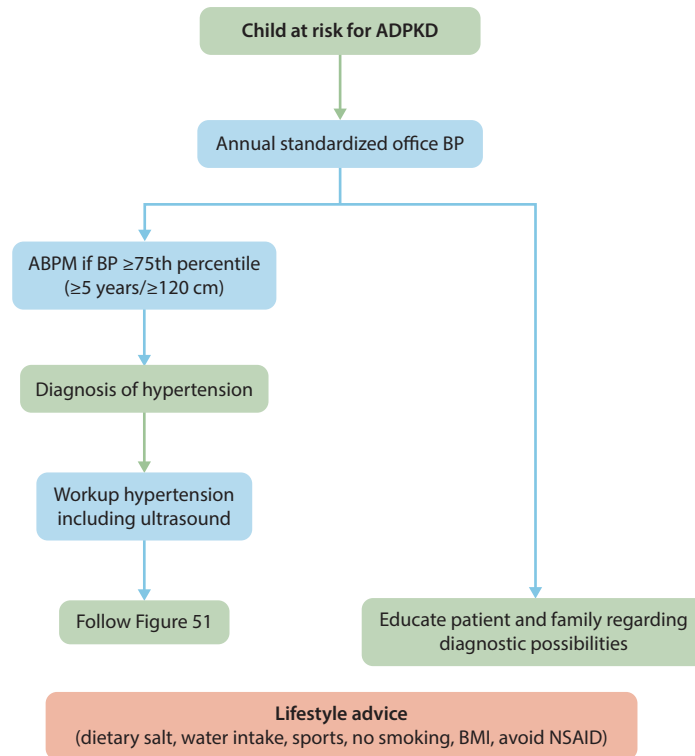 Child at risk for ADPKD
Annual standardized office BP
ABPM if BP ≥75th percentile
(≥5 years/≥120 cm)
Diagnosis of hypertension
Workup hypertension
including ultrasound
Follow Figure 51
Educate patient and family regarding
diagnostic possibilities
Lifestyle advice
(dietary salt, water intake, sports, no smoking, BMI, avoid NSAID)